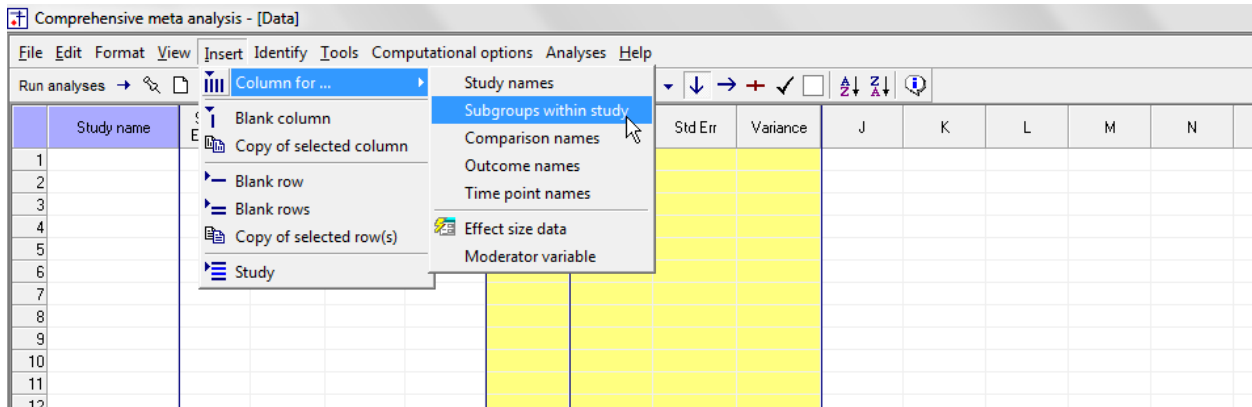 Comprehensive meta analysis - [Data]
File Edit Format View Insert Identify Tools Computational options Analyses Help
Run analyses
Column for ...
Study names
Blank column
Subgroups within study
Copy of selected column
Comparison names
Outcome names
Blank row
Time point names
Blank rows
Copy of selected row(s)
Effect size data
Moderator variable
Study
Study name Std Err Variance J K L M N
1
2
3
4
5
6
7
8
9
10
11
12